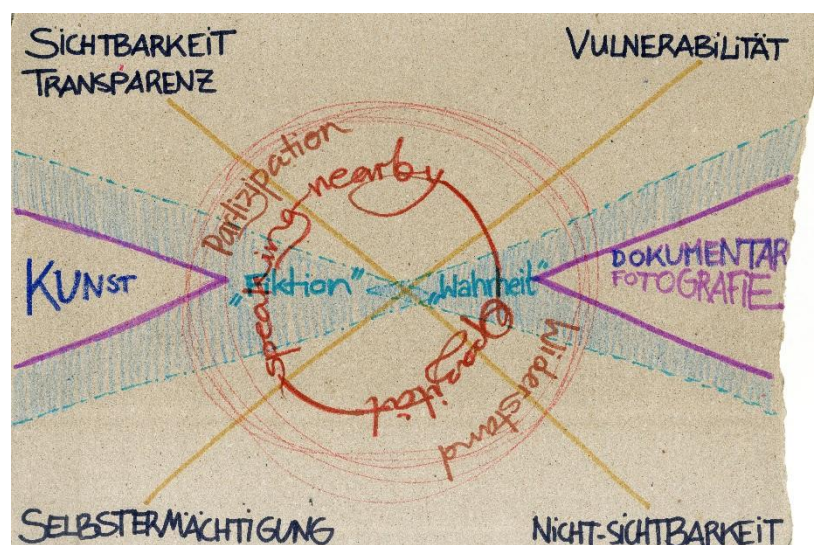 SICHTBARKEIT
TRANSPARENZ
VULNERABILITÄT
Partizipation
speaking nearby
KUNST
„Fiktion"
„Wahrheit"
DOKUMENTAR
FOTOGRAFIE
Opazität
Widerstand
SELBSTERMÄCHTIGUNG
NICHT-SICHTBARKEIT